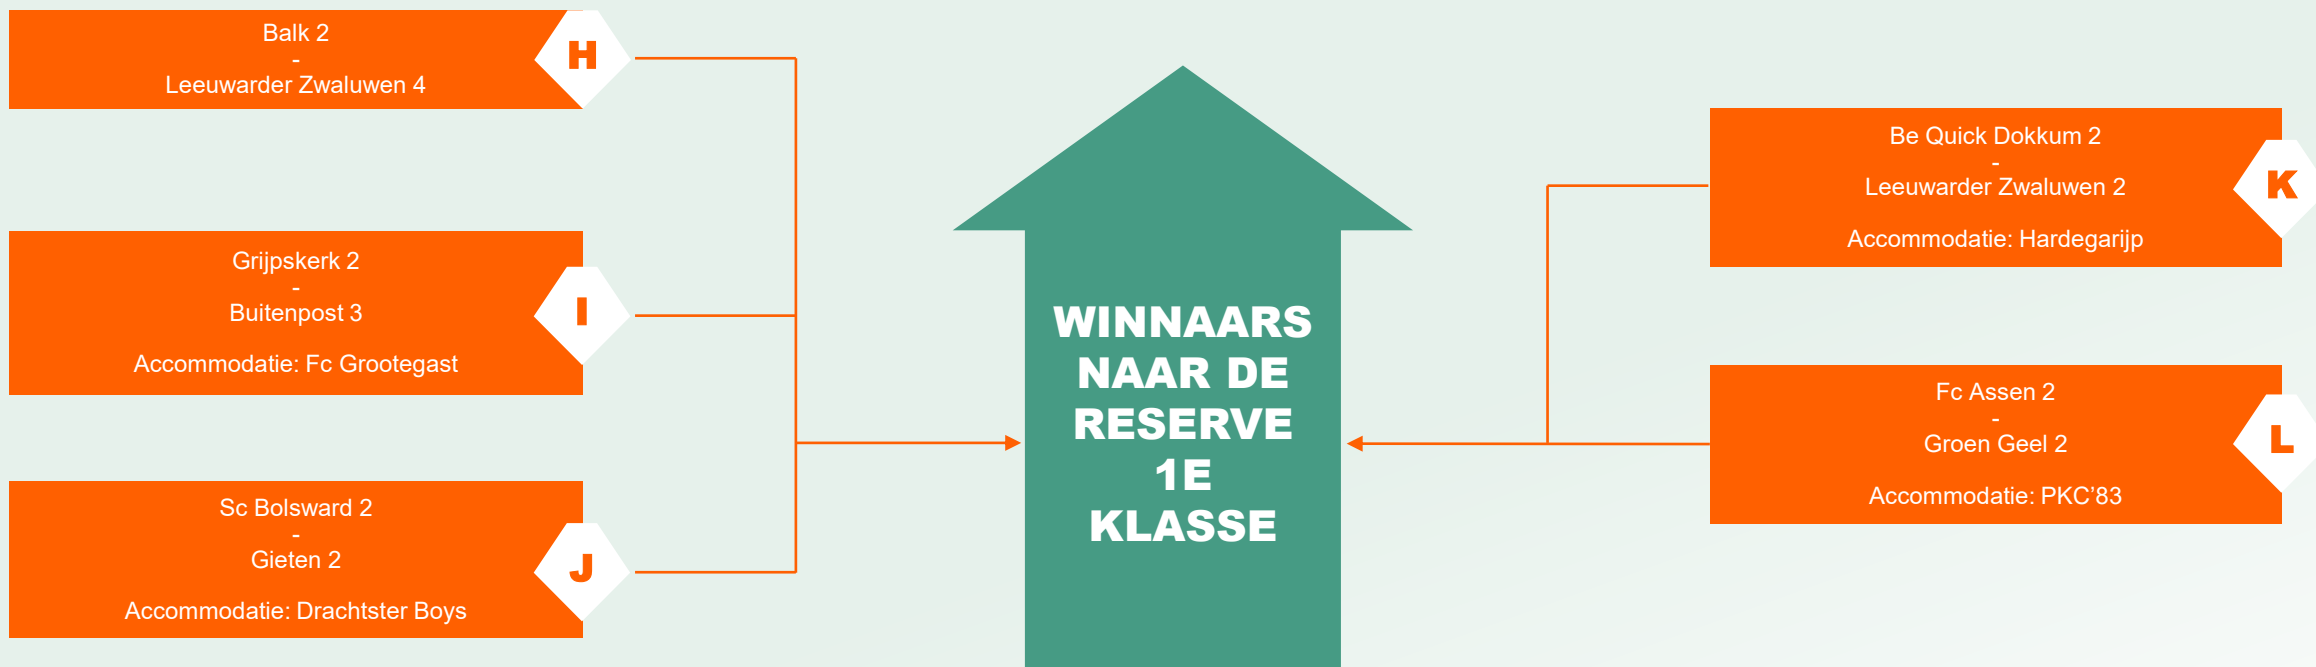 Balk 2
-
Leeuwarder Zwaluwen 4
H
Grijpskerk 2
-
Buitenpost 3
Accommodatie: Fc Grootegast
I
Sc Bolsward 2
-
Gieten 2
Accommodatie: Drachtster Boys
J
WINNAARS
NAAR DE
RESERVE
1E
KLASSE
Be Quick Dokkum 2
-
Leeuwarder Zwaluwen 2
Accommodatie: Hardegarijp
K
Fc Assen 2
-
Groen Geel 2
Accommodatie: PKC’83
L